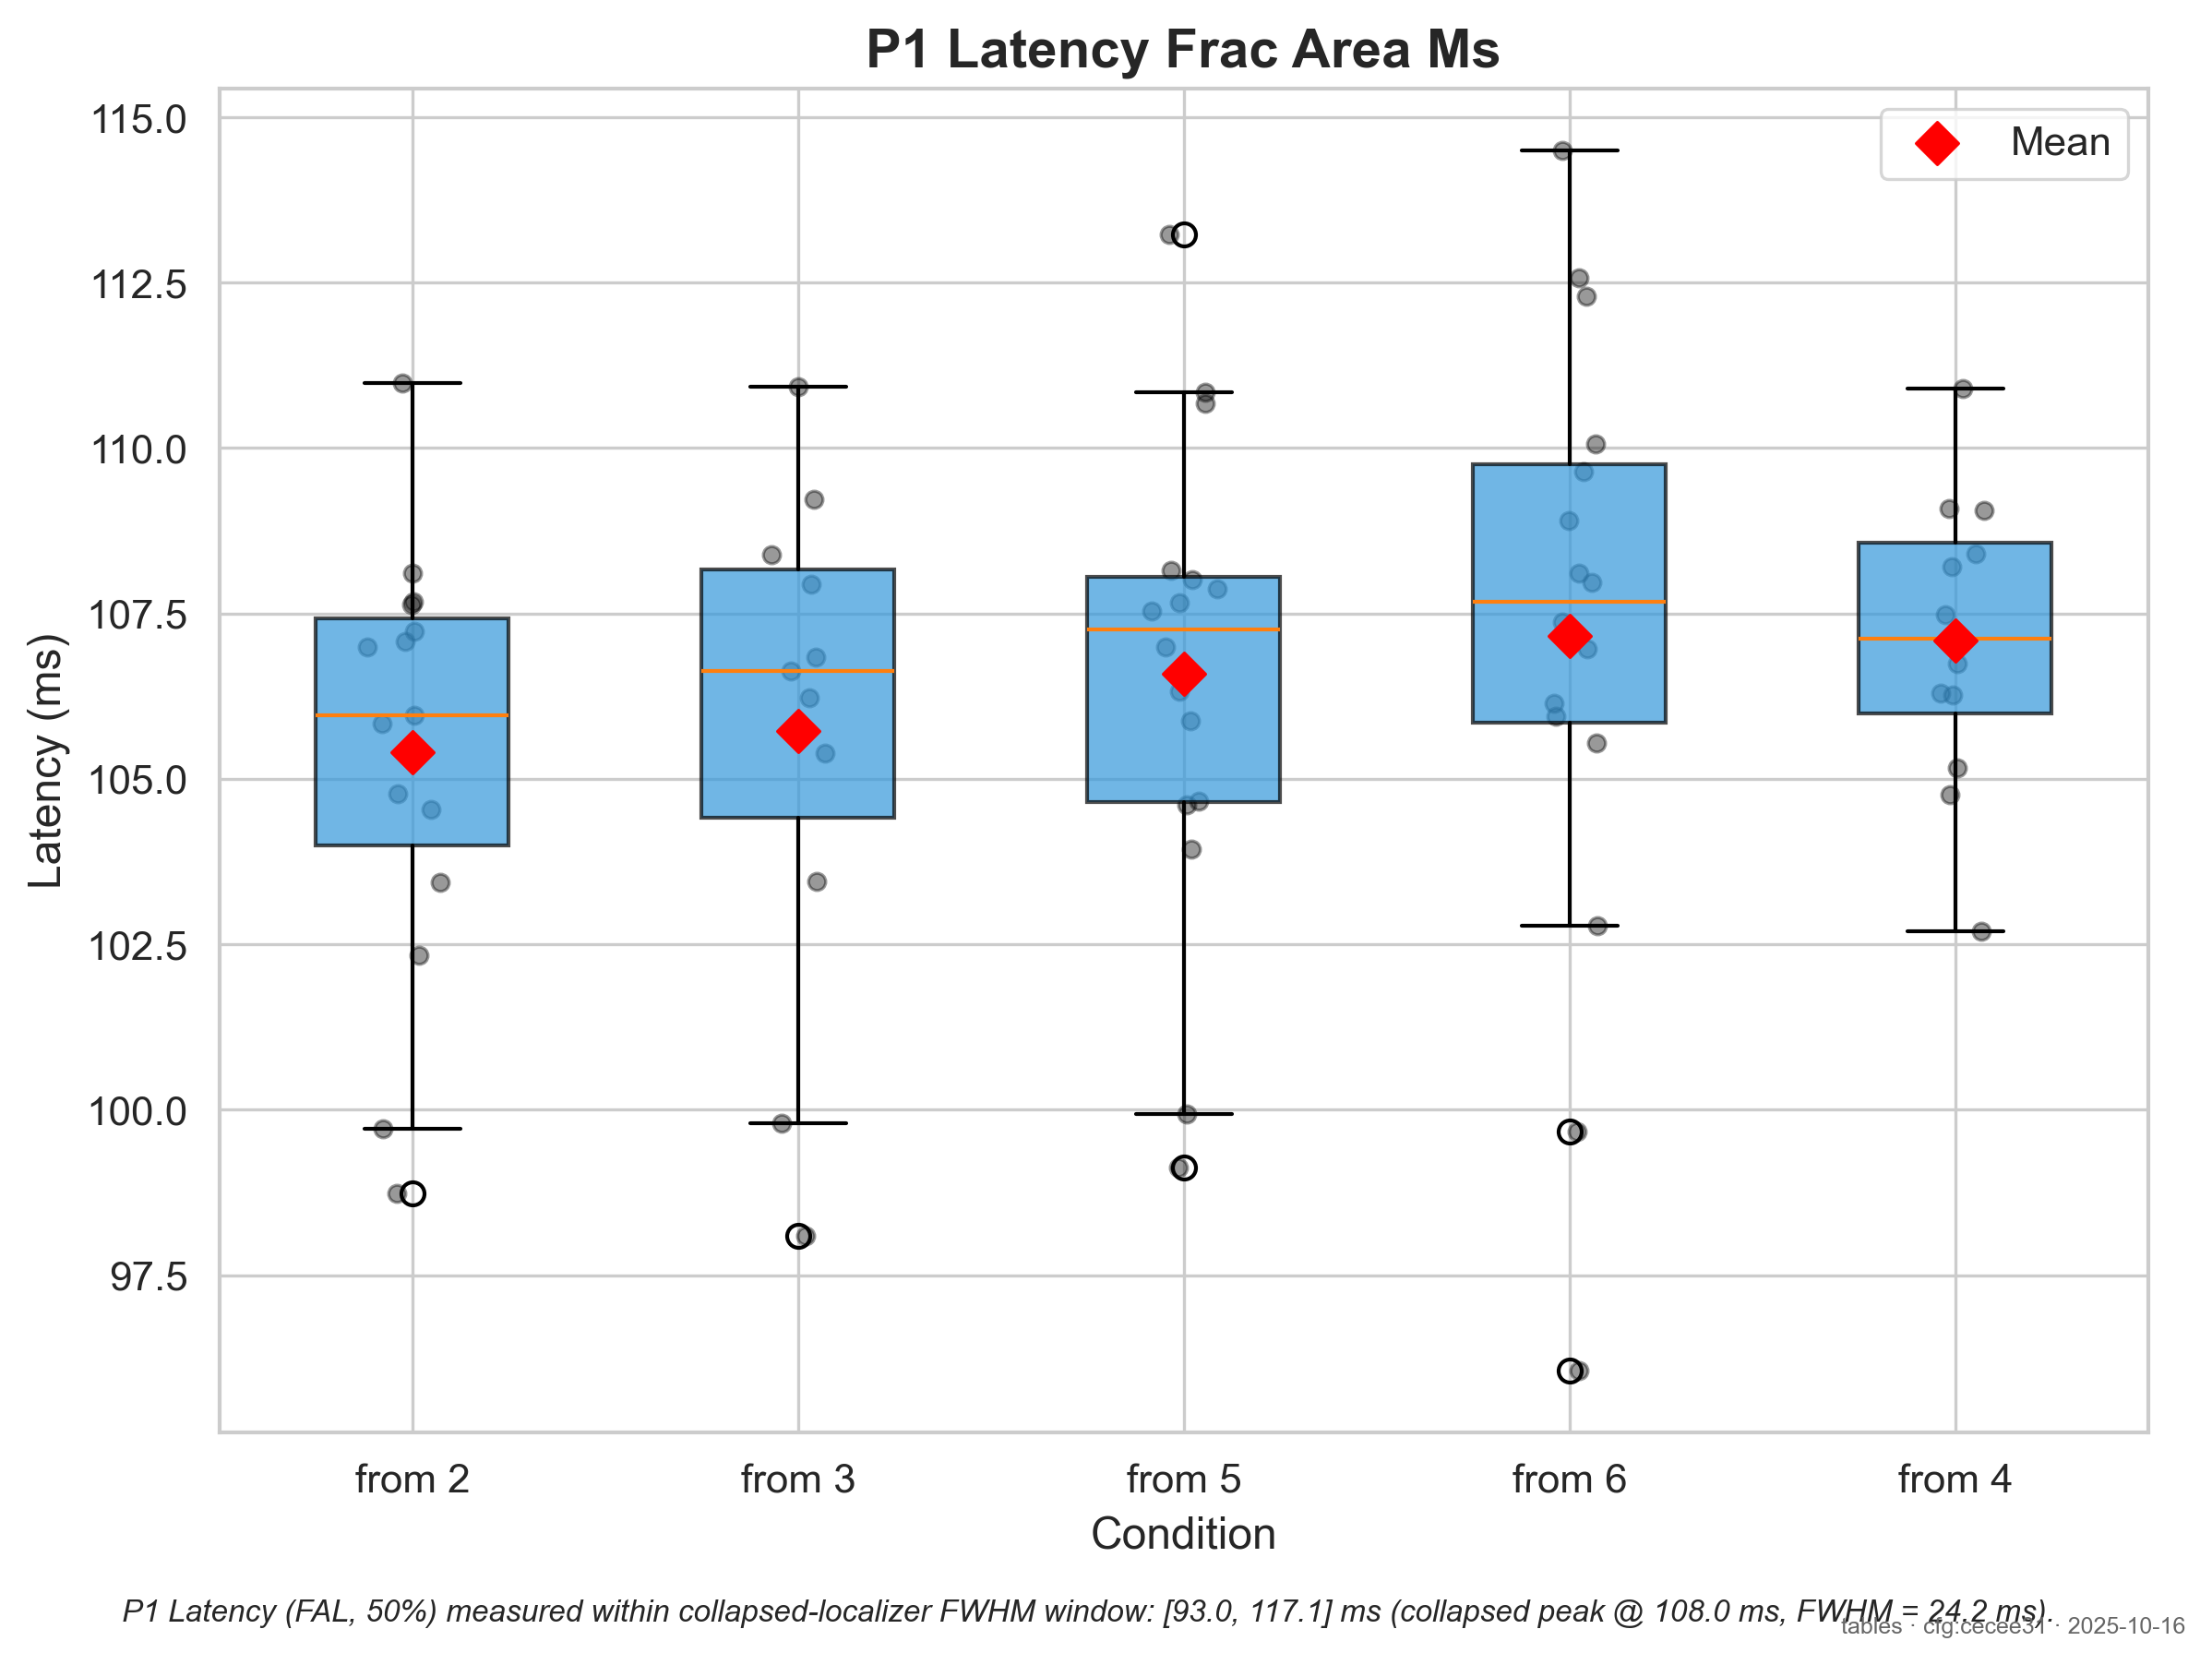 P1 Latency Frac Area Ms
Mean
115.0
112.5
110.0
107.5
105.0
102.5
100.0
97.5
Latency (ms)
from 2
from 3
from 5
from 6
from 4
Condition
P1 Latency (FAL, 50%) measured within collapsed-localizer FWHM window: [93.0, 117.1] ms (collapsed peak @ 108.0 ms, FWHM = 24.2 ms).
tables · cfg:cecee31 · 2025-10-16